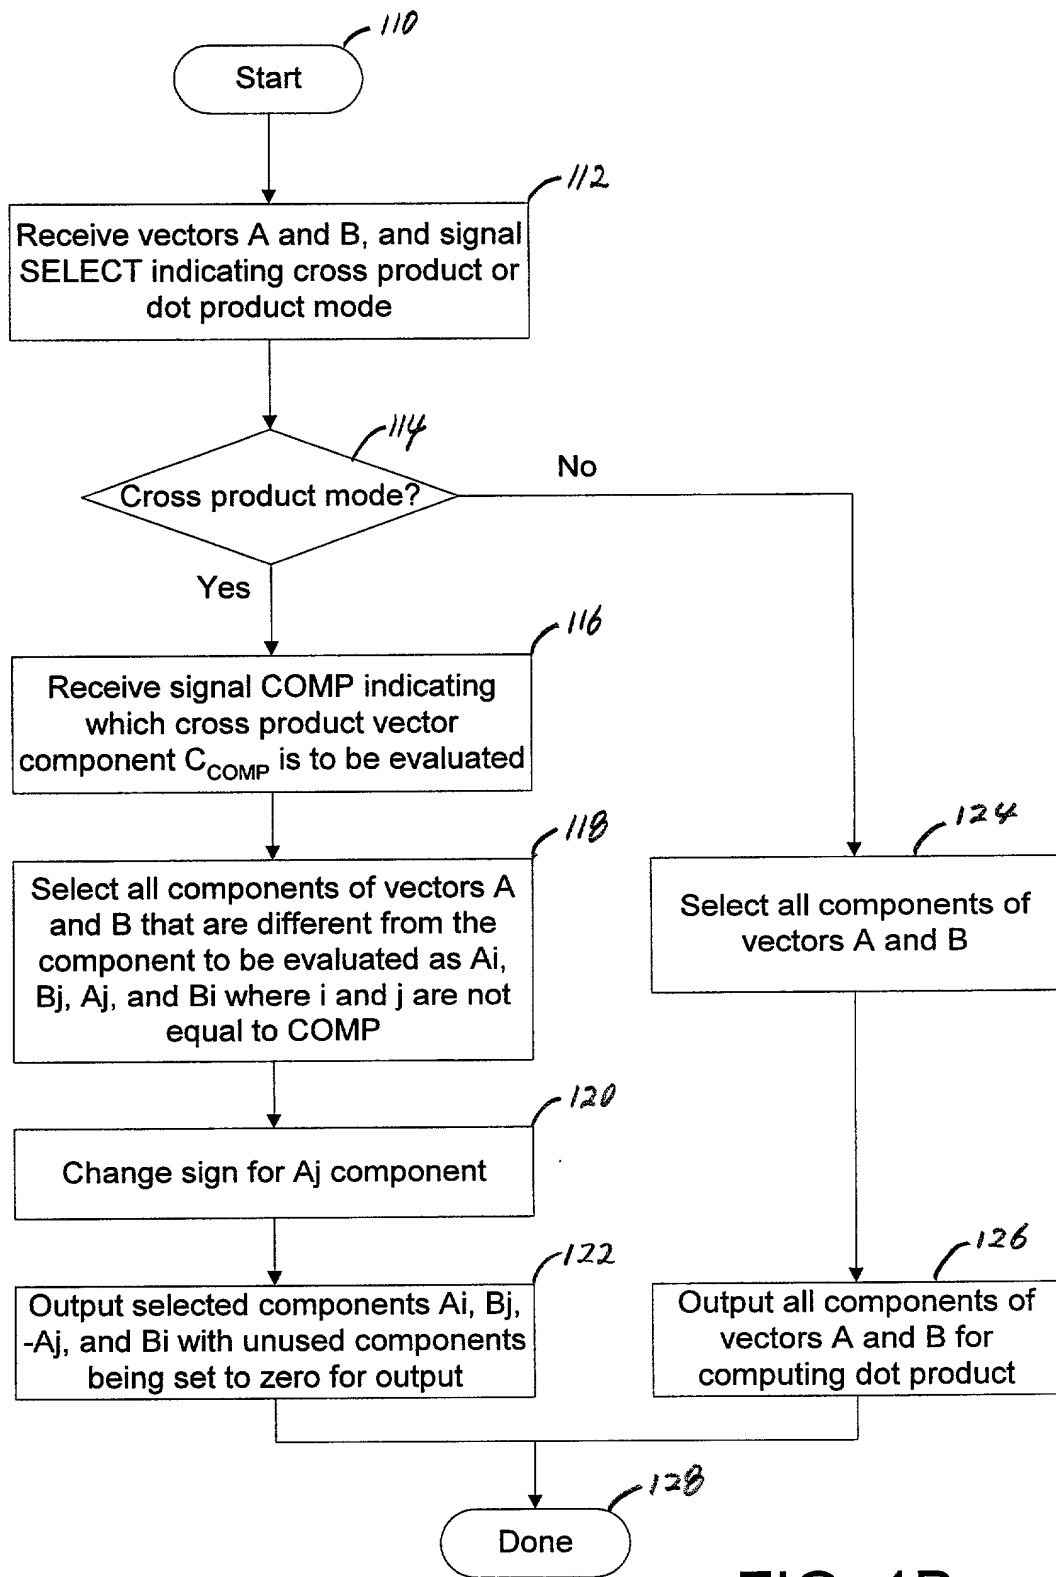 110
Start
112
Receive vectors A and B, and signal
SELECT indicating cross product or
dot product mode
114
Cross product mode?
No
Yes
116
Receive signal COMP indicating
which cross product vector
component CCOMP is to be evaluated
118
Select all components of vectors A
and B that are different from the
component to be evaluated as Ai,
Bj, Aj, and Bi where i and j are not
equal to COMP
124
Select all components of
vectors A and B
120
Change sign for Aj component
122
Output selected components Ai, Bj,
-Aj, and Bi with unused components
being set to zero for output
126
Output all components of
vectors A and B for
computing dot product
128
Done